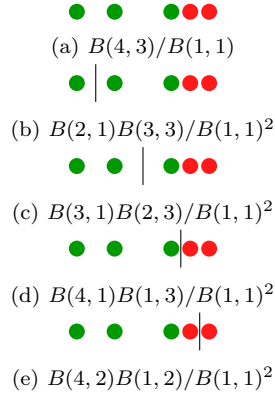 (a) B(4, 3)/B(1, 1)
(b) B(2, 1)B(3, 3)/B(1, 1)²
(c) B(3, 1)B(2, 3)/B(1, 1)²
(d) B(4, 1)B(1, 3)/B(1, 1)²
(e) B(4, 2)B(1, 2)/B(1, 1)²